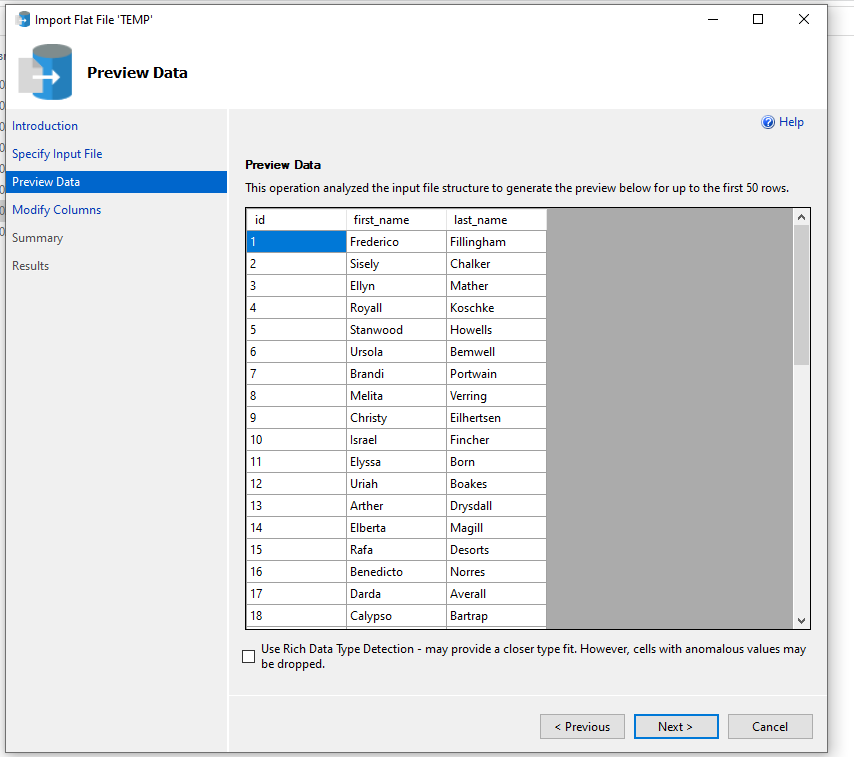 Import Flat File 'TEMP'
Preview Data
Introduction
Specify Input File
Preview Data
Modify Columns
Summary
Results
Help
Preview Data
This operation analyzed the input file structure to generate the preview below for up to the first 50 rows.
id first_name last_name
1 Frederico Fillingham
2 Sisely Chalker
3 Ellyn Mather
4 Royall Koschke
5 Stanwood Howells
6 Ursola Bemwell
7 Brandi Portwain
8 Melita Verring
9 Christy Eilhertsen
10 Israel Fincher
11 Elyssa Born
12 Uriah Boakes
13 Arther Drysdall
14 Elberta Magill
15 Rafa Desorts
16 Benedicto Norres
17 Darda Averall
18 Calypso Bartrap
Use Rich Data Type Detection - may provide a closer type fit. However, cells with anomalous values may
be dropped.
< Previous Next > Cancel